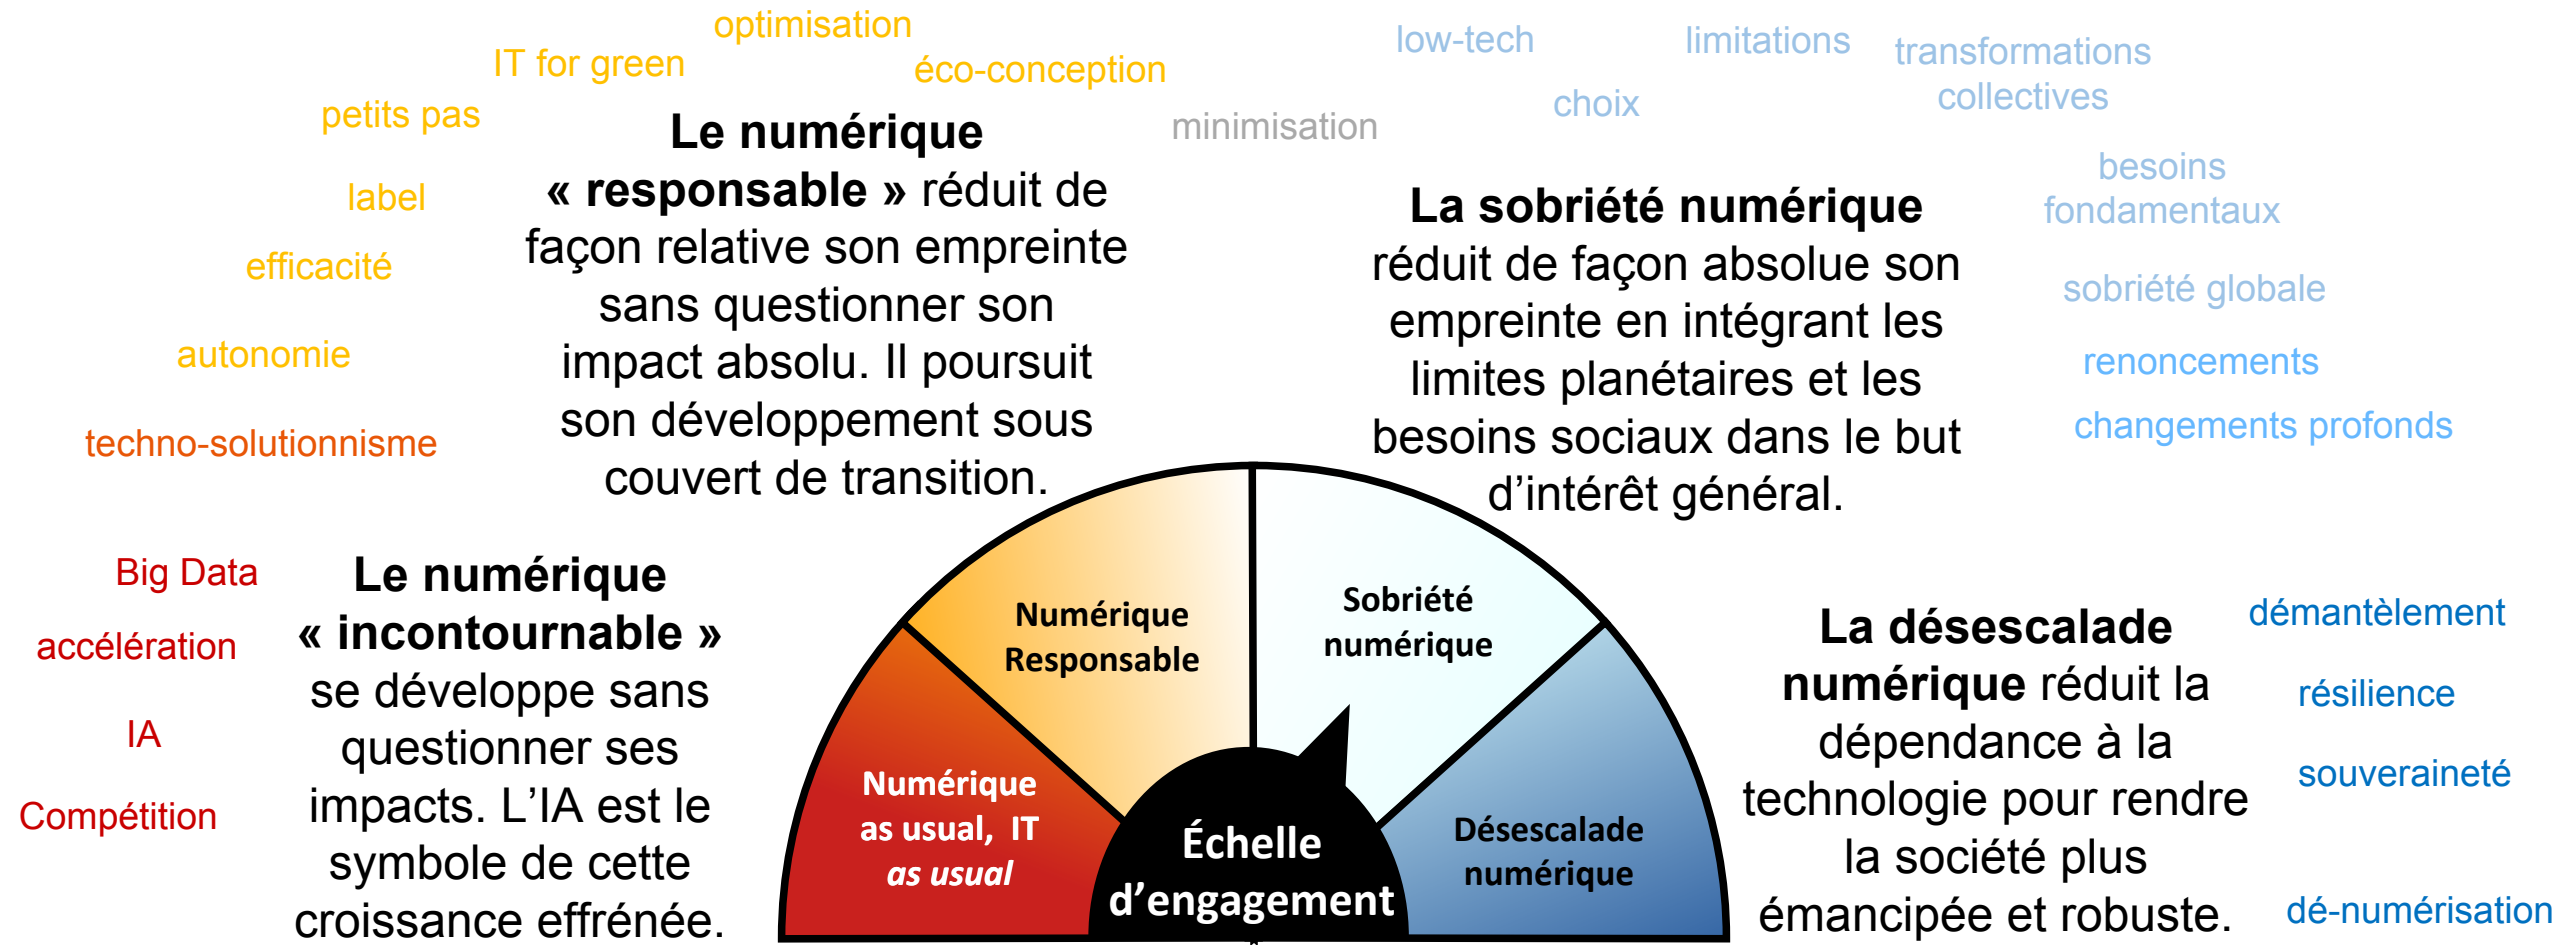 optimisation
IT for green
éco-conception
petits pas
label
efficacité
autonomie
techno-solutionnisme
Le numérique
« responsable » réduit de
façon relative son empreinte
sans questionner son
impact absolu. Il poursuit
son développement sous
couvert de transition.
minimisation
low-tech
choix
limitations
transformations
collectives
besoins
fondamentaux
sobriété globale
renoncements
changements profonds
La sobriété numérique
réduit de façon absolue son
empreinte en intégrant les
limites planétaires et les
besoins sociaux dans le but
d’intérêt général.
Big Data
accélération
IA
Compétition
Le numérique
« incontournable »
se développe sans
questionner ses
impacts. L’IA est le
symbole de cette
croissance effrénée.
Numérique
as usual, IT
as usual
Numérique
Responsable
Sobriété
numérique
Désescalade
numérique
Échelle
d’engagement
La désescalade
numérique réduit la
dépendance à la
technologie pour rendre
la société plus
émancipée et robuste.
démantèlement
résilience
souveraineté
dé-numérisation